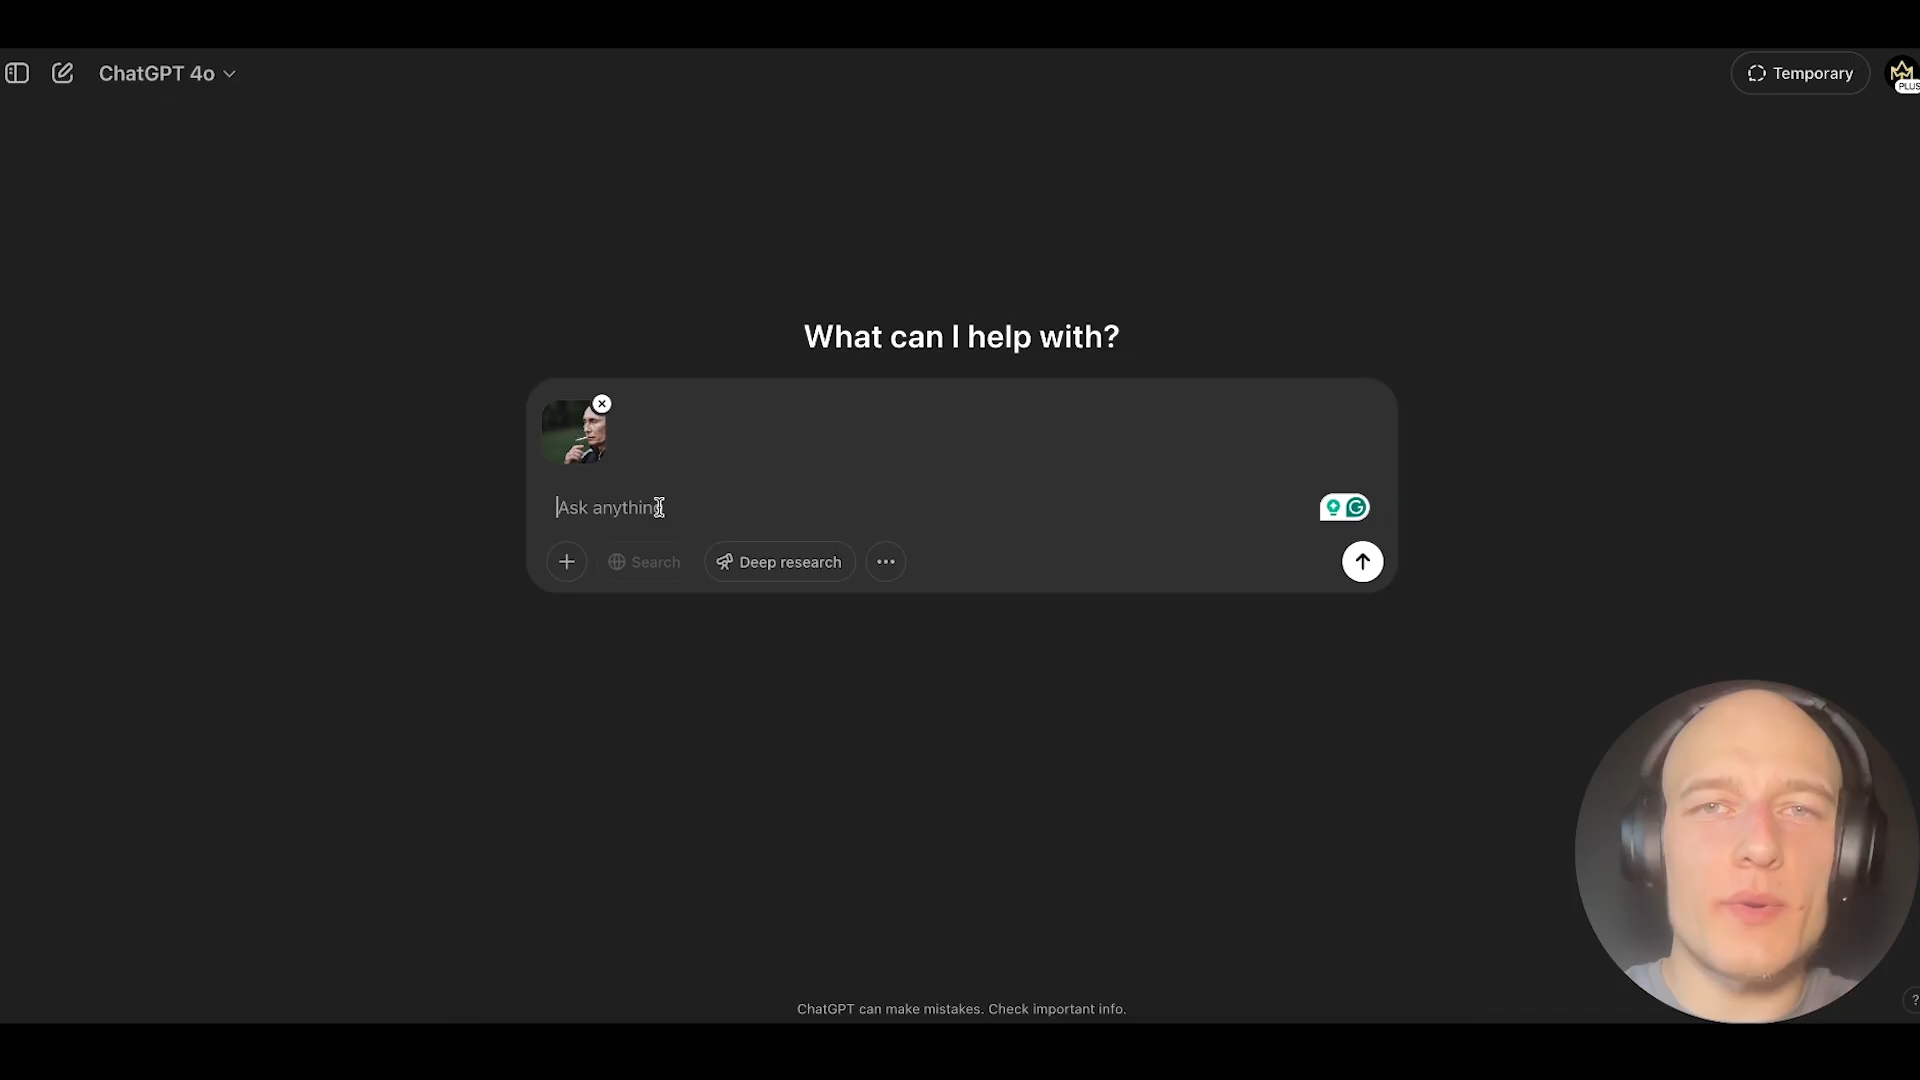 ChatGPT 4o
Temporary
PLUS
What can I help with?
Ask anything
Search
Deep research
ChatGPT can make mistakes. Check important info.
?